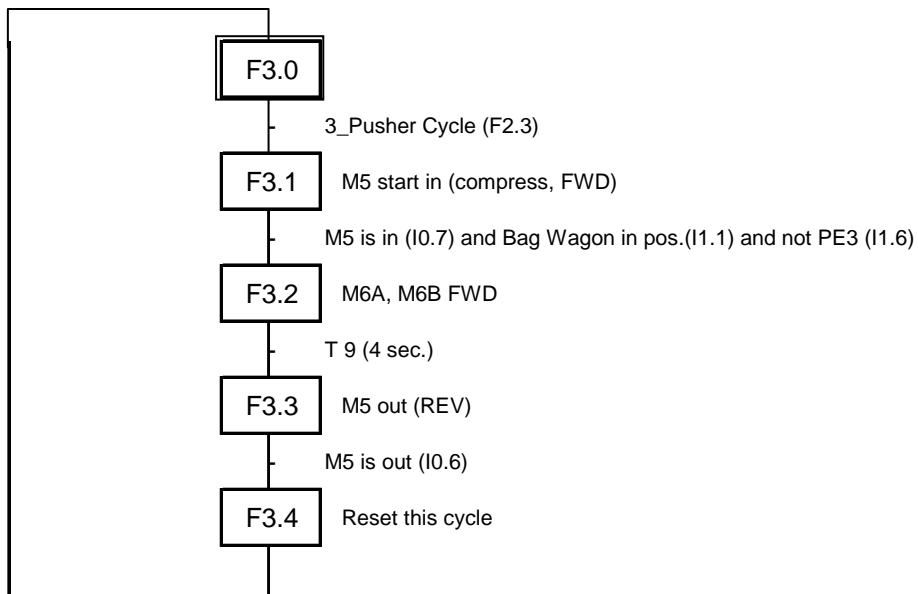 F3.0
3_Pusher Cycle (F2.3)
F3.1 M5 start in (compress, FWD)
M5 is in (I0.7) and Bag Wagon in pos.(I1.1) and not PE3 (I1.6)
F3.2 M6A, M6B FWD
T 9 (4 sec.)
F3.3 M5 out (REV)
M5 is out (I0.6)
F3.4 Reset this cycle